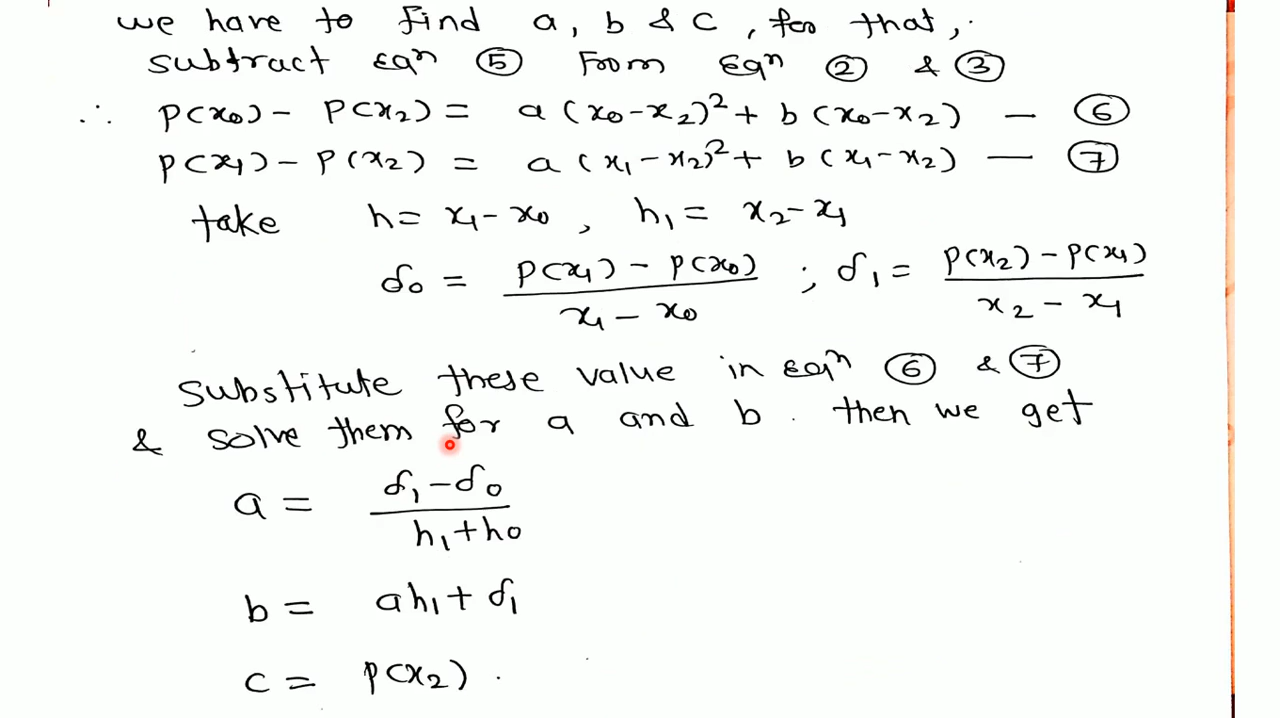 we have to find a, b & c, for that,
subtract eqn ⑤ from eqn ② & ③
∴ p(x₀) - p(x₂) = a(x₀-x₂)² + b(x₀-x₂) — ⑥
p(x₁) - p(x₂) = a(x₁-x₂)² + b(x₁-x₂) — ⑦
take h = x₁-x₀, h₁ = x₂-x₁
δ₀ = p(x₁) - p(x₀) / x₁ - x₀ ; δ₁ = p(x₂) - p(x₁) / x₂ - x₁
substitute these value in eqn ⑥ & ⑦
& solve them for a and b. then we get
a = δ₁-δ₀ / h₁+h₀
b = ah₁ + δ₁
c = p(x₂).